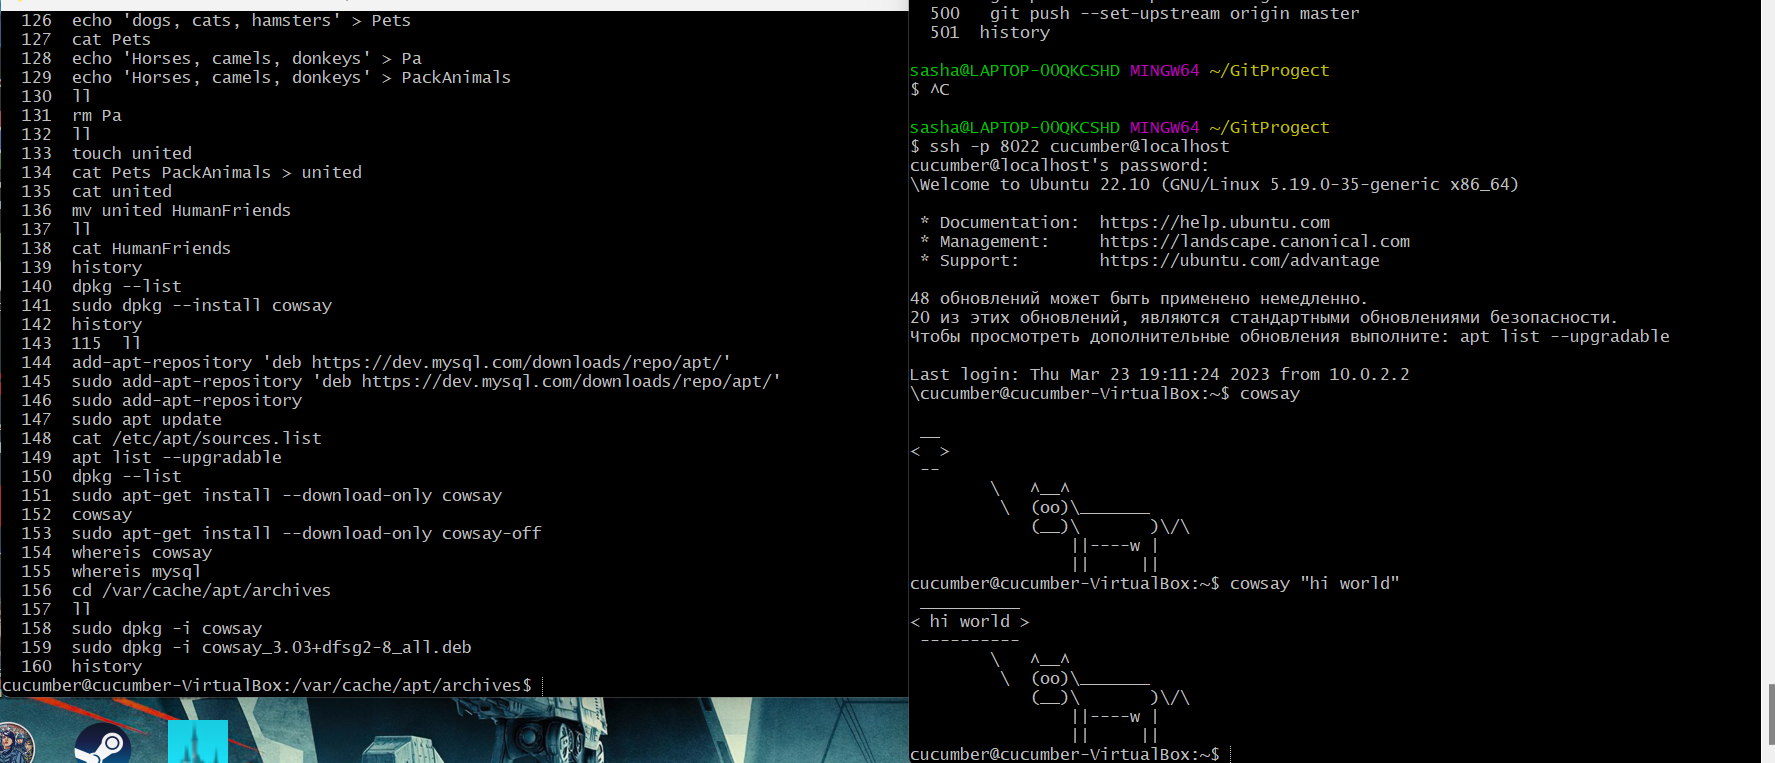 126  echo 'dogs, cats, hamsters' > Pets
127  cat Pets
128  echo 'Horses, camels, donkeys' > Pa
129  echo 'Horses, camels, donkeys' > PackAnimals
130  ll
131  rm Pa
132  ll
133  touch united
134  cat Pets PackAnimals > united
135  cat united
136  mv united HumanFriends
137  ll
138  cat HumanFriends
139  history
140  dpkg --list
141  sudo dpkg --install cowsay
142  history
143  115  ll
144  add-apt-repository 'deb https://dev.mysql.com/downloads/repo/apt/'
145  sudo add-apt-repository 'deb https://dev.mysql.com/downloads/repo/apt/'
146  sudo add-apt-repository
147  sudo apt update
148  cat /etc/apt/sources.list
149  apt list --upgradable
150  dpkg --list
151  sudo apt-get install --download-only cowsay
152  cowsay
153  sudo apt-get install --download-only cowsay-off
154  whereis cowsay
155  whereis mysql
156  cd /var/cache/apt/archives
157  ll
158  sudo dpkg -i cowsay
159  sudo dpkg -i cowsay_3.03+dfsg2-8_all.deb
160  history
cucumber@cucumber-VirtualBox:/var/cache/apt/archives$
500   git push --set-upstream origin master
501  history
sasha@LAPTOP-00QKCSHD MINGW64 ~/GitProgect
$ ^C
sasha@LAPTOP-00QKCSHD MINGW64 ~/GitProgect
$ ssh -p 8022 cucumber@localhost
cucumber@localhost's password:
\Welcome to Ubuntu 22.10 (GNU/Linux 5.19.0-35-generic x86_64)
 * Documentation:  https://help.ubuntu.com
 * Management:     https://landscape.canonical.com
 * Support:        https://ubuntu.com/advantage
48 обновлений может быть применено немедленно.
20 из этих обновлений, являются стандартными обновлениями безопасности.
Чтобы просмотреть дополнительные обновления выполните: apt list --upgradable
Last login: Thu Mar 23 19:11:24 2023 from 10.0.2.2
\cucumber@cucumber-VirtualBox:~$ cowsay
 __
<  >
 --
        \   ^__^
         \  (oo)\_______
            (__)\       )\/\
                ||----w |
                ||     ||
cucumber@cucumber-VirtualBox:~$ cowsay "hi world"
 __________
< hi world >
 ----------
        \   ^__^
         \  (oo)\_______
            (__)\       )\/\
                ||----w |
                ||     ||
cucumber@cucumber-VirtualBox:~$